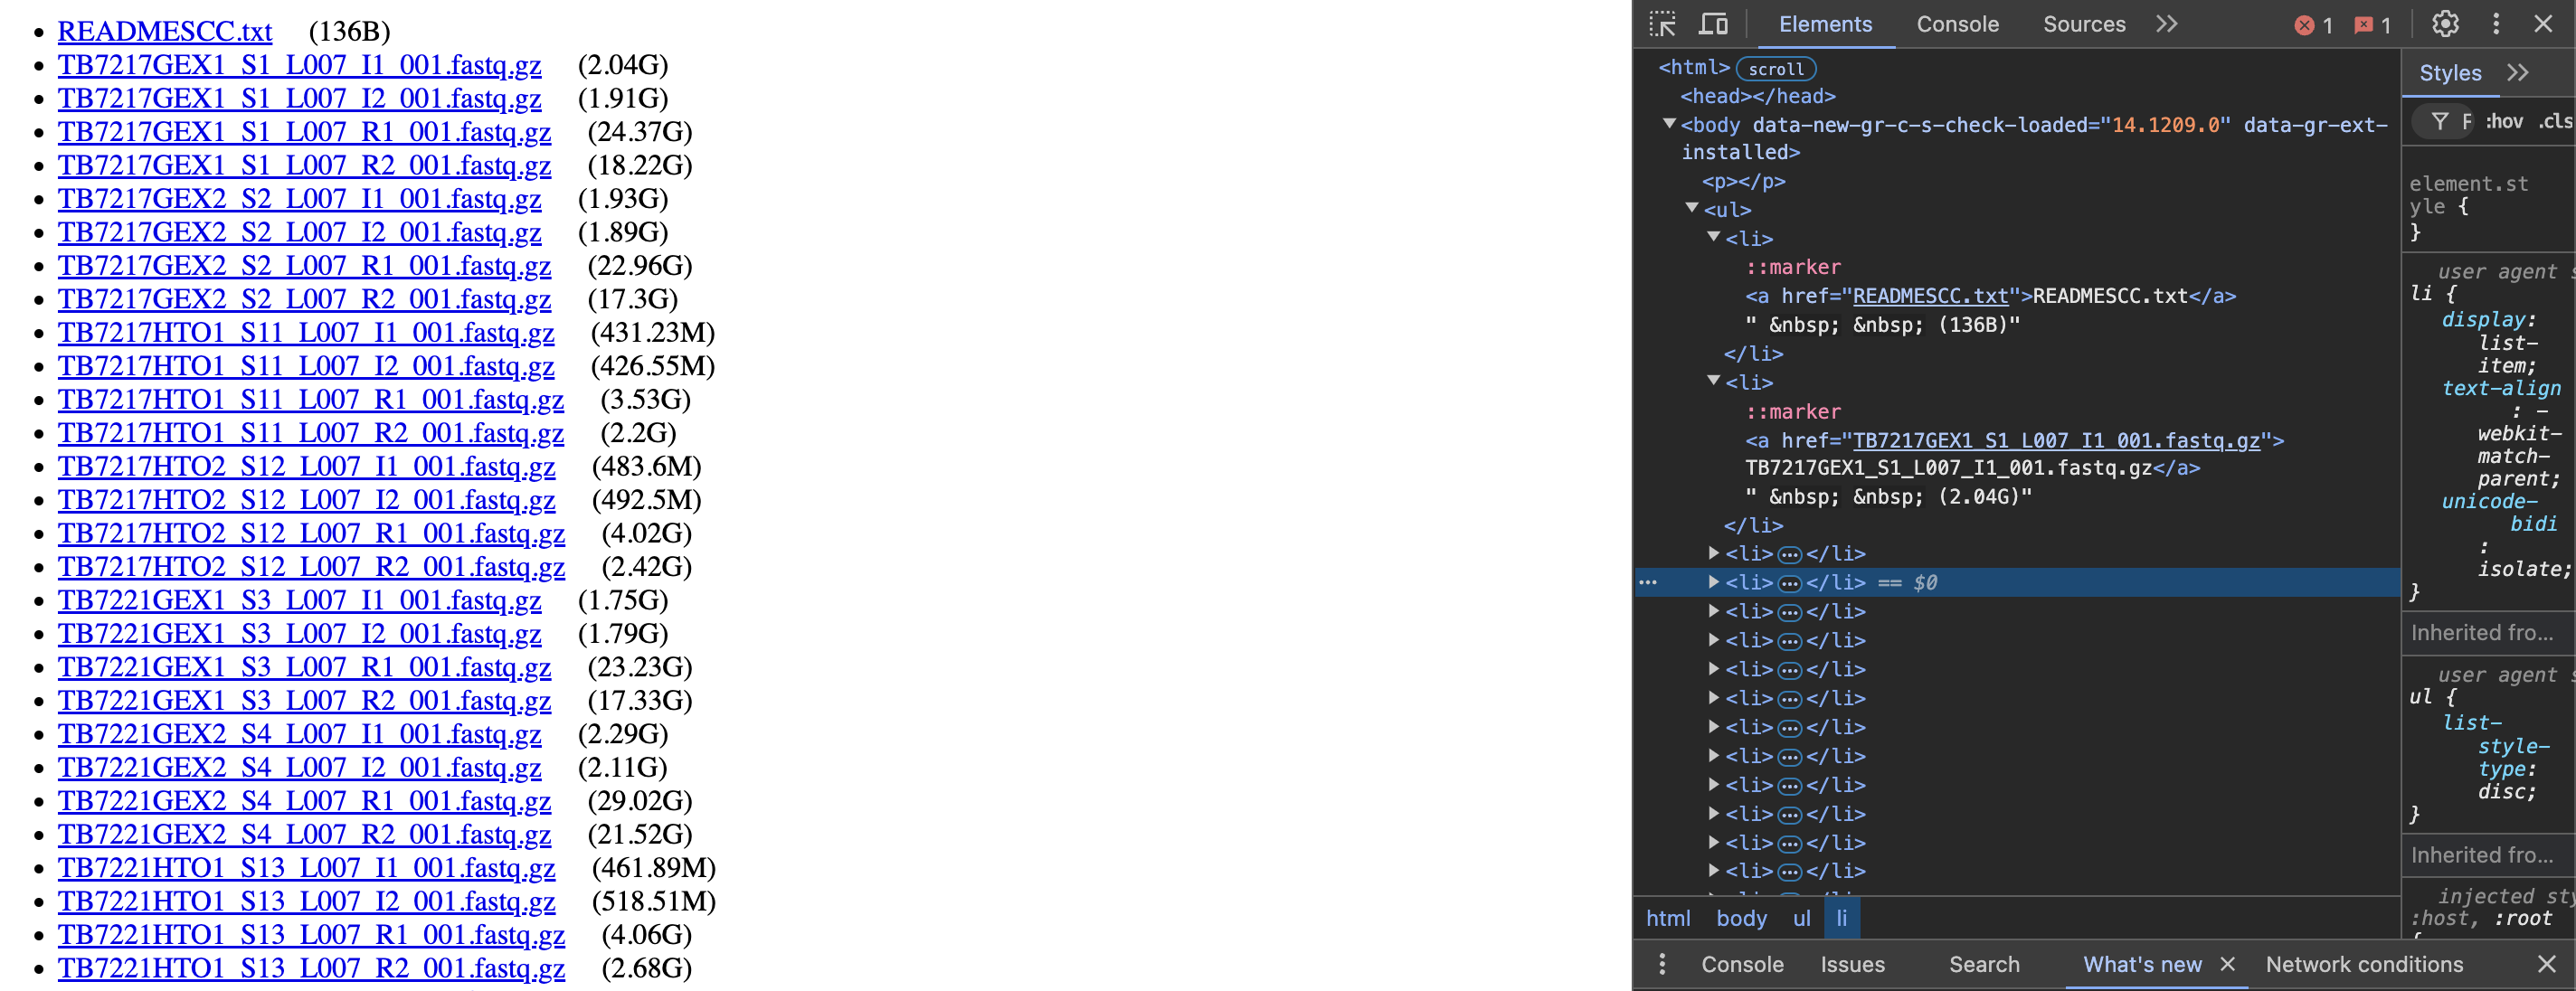 READMESCC.txt (136B)
TB7217GEX1_S1_L007_I1_001.fastq.gz (2.04G)
TB7217GEX1_S1_L007_I2_001.fastq.gz (1.91G)
TB7217GEX1_S1_L007_R1_001.fastq.gz (24.37G)
TB7217GEX1_S1_L007_R2_001.fastq.gz (18.22G)
TB7217GEX2_S2_L007_I1_001.fastq.gz (1.93G)
TB7217GEX2_S2_L007_I2_001.fastq.gz (1.89G)
TB7217GEX2_S2_L007_R1_001.fastq.gz (22.96G)
TB7217GEX2_S2_L007_R2_001.fastq.gz (17.3G)
TB7217HTO1_S11_L007_I1_001.fastq.gz (431.23M)
TB7217HTO1_S11_L007_I2_001.fastq.gz (426.55M)
TB7217HTO1_S11_L007_R1_001.fastq.gz (3.53G)
TB7217HTO1_S11_L007_R2_001.fastq.gz (2.2G)
TB7217HTO2_S12_L007_I1_001.fastq.gz (483.6M)
TB7217HTO2_S12_L007_I2_001.fastq.gz (492.5M)
TB7217HTO2_S12_L007_R1_001.fastq.gz (4.02G)
TB7217HTO2_S12_L007_R2_001.fastq.gz (2.42G)
TB7221GEX1_S3_L007_I1_001.fastq.gz (1.75G)
TB7221GEX1_S3_L007_I2_001.fastq.gz (1.79G)
TB7221GEX1_S3_L007_R1_001.fastq.gz (23.23G)
TB7221GEX1_S3_L007_R2_001.fastq.gz (17.33G)
TB7221GEX2_S4_L007_I1_001.fastq.gz (2.29G)
TB7221GEX2_S4_L007_I2_001.fastq.gz (2.11G)
TB7221GEX2_S4_L007_R1_001.fastq.gz (29.02G)
TB7221GEX2_S4_L007_R2_001.fastq.gz (21.52G)
TB7221HTO1_S13_L007_I1_001.fastq.gz (461.89M)
TB7221HTO1_S13_L007_I2_001.fastq.gz (518.51M)
TB7221HTO1_S13_L007_R1_001.fastq.gz (4.06G)
TB7221HTO1_S13_L007_R2_001.fastq.gz (2.68G)
Elements Console Sources 1 1
<html> scroll
<head></head>
<body data-new-gr-c-s-check-loaded="14.1209.0" data-gr-ext-
installed>
<p></p>
<ul>
<li>
::marker
<a href="READMESCC.txt">READMESCC.txt</a>
" &nbsp; &nbsp; (136B)"
</li>
<li>
::marker
<a href="TB7217GEX1_S1_L007_I1_001.fastq.gz">
TB7217GEX1_S1_L007_I1_001.fastq.gz</a>
" &nbsp; &nbsp; (2.04G)"
</li>
<li>…</li>
<li>…</li> == $0
<li>…</li>
<li>…</li>
<li>…</li>
<li>…</li>
<li>…</li>
<li>…</li>
<li>…</li>
<li>…</li>
<li>…</li>
<li>…</li>
html body ul li
Styles
F :hov .cls
element.st
yle {
}
user agent s
li {
display:
list-
item;
text-align
: -
webkit-
match-
parent;
unicode-
bidi
:
isolate;
}
Inherited fro…
user agent s
ul {
list-
style-
type:
disc;
}
Inherited fro…
injected sty
:host, :root
{
Console Issues Search What's new Network conditions